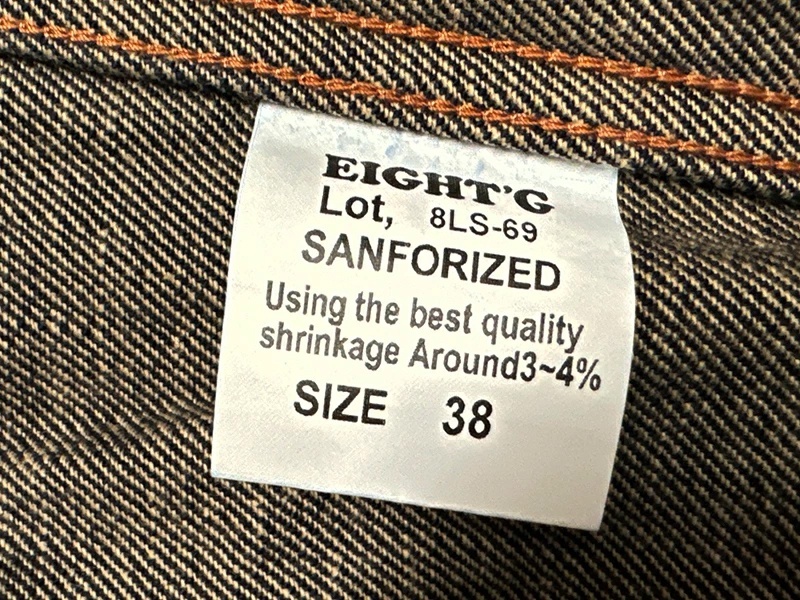 EIGHT'G
Lot, 8LS-69
SANFORIZED
Using the best quality
shrinkage Around3~4%
SIZE 38